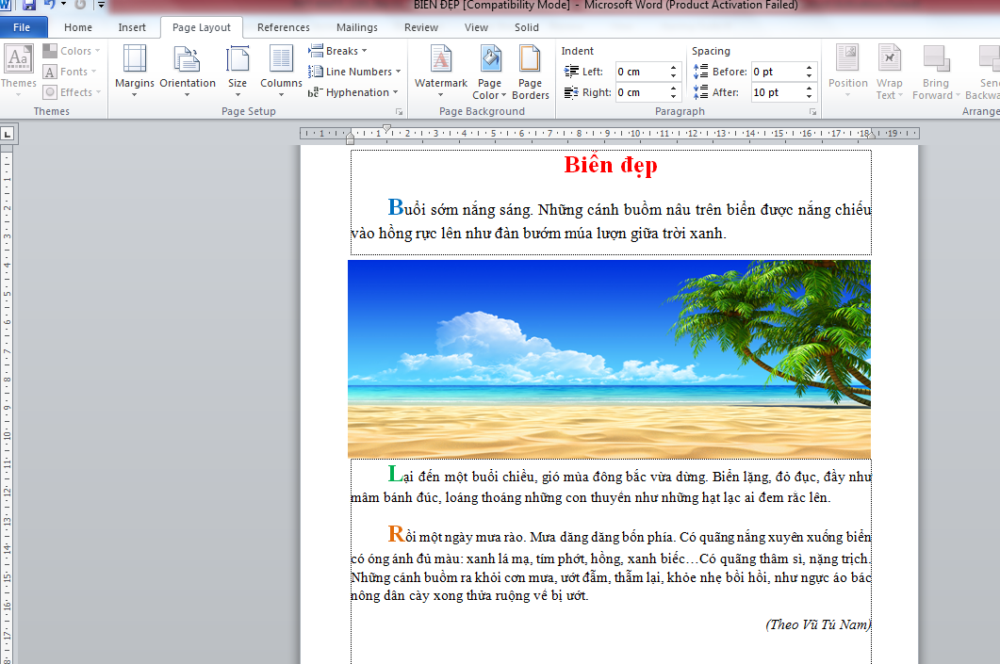 BIEN ĐẸP [Compatibility Mode] - Microsoft Word (Product Activation Failed)
File Home Insert Page Layout References Mailings Review View Solid
Themes Colors Fonts Effects Margins Orientation Size Columns Breaks Line Numbers Hyphenation Watermark Page Color Page Borders Indent Left: 0 cm Right: 0 cm Spacing Before: 0 pt After: 10 pt Position Wrap Text Bring Forward
Themes Page Setup Page Background Paragraph Arrange
1 1 2 3 4 5 6 7 8 9 10 11 12 13 14 15 16 17 18 19
Biển đẹp
Buổi sớm nắng sáng. Những cánh buồm nâu trên biển được nắng chiếu
vào hồng rực lên như đàn bướm múa lượn giữa trời xanh.
Lại đến một buổi chiều, gió mùa đông bắc vừa dừng. Biển lặng, đỏ đục, đầy như
mâm bánh đúc, loáng thoáng những con thuyền như những hạt lạc ai đem rắc lên.
Rồi một ngày mưa rào. Mưa dăng dăng bốn phía. Có quãng nắng xuyên xuống biển
có óng ánh đủ màu: xanh lá mạ, tím phớt, hồng, xanh biếc…Có quãng thâm sì, nặng trịch.
Những cánh buồm ra khỏi cơn mưa, ướt đẫm, thẫm lại, khỏe nhẹ bồi hồi, như ngực áo bác
nông dân cày xong thửa ruộng về bị ướt.
(Theo Vũ Tú Nam)